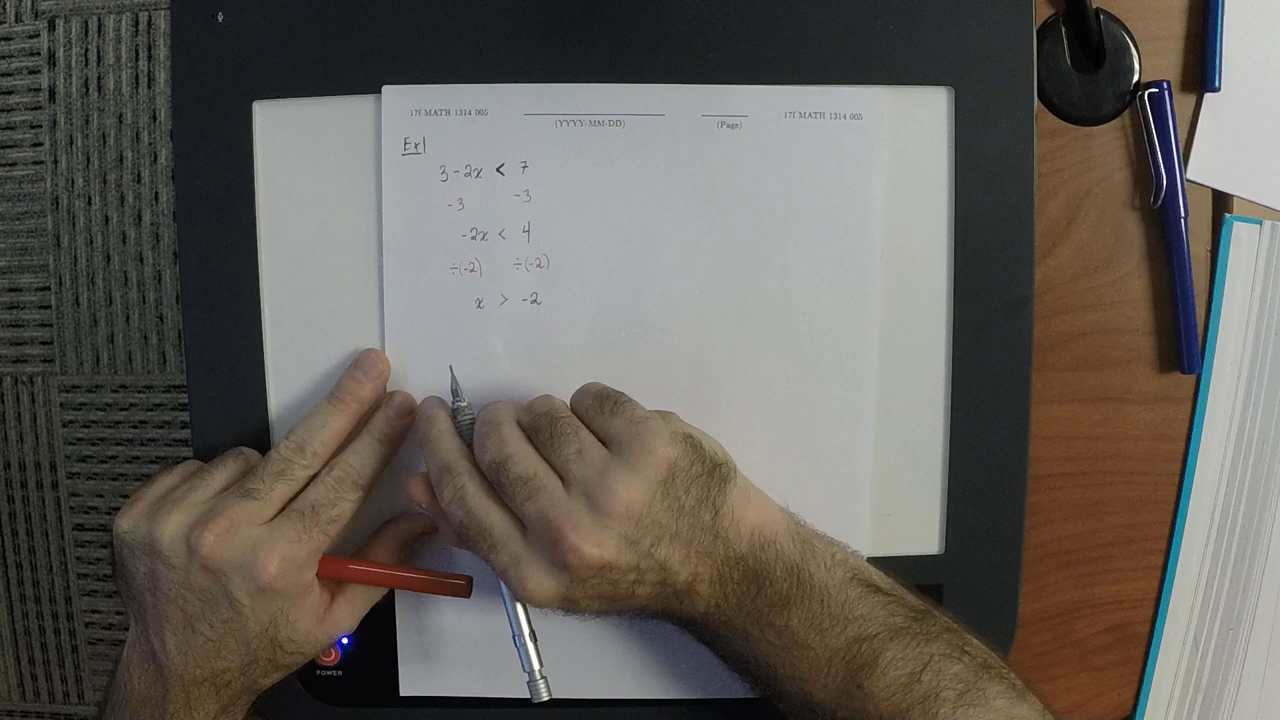 17f MATH 1314 005 (YYYY-MM-DD) (Page) 17f MATH 1314 005
Ex1
3-2x < 7
-3 -3
-2x < 4
÷(-2) ÷(-2)
x > -2
POWER